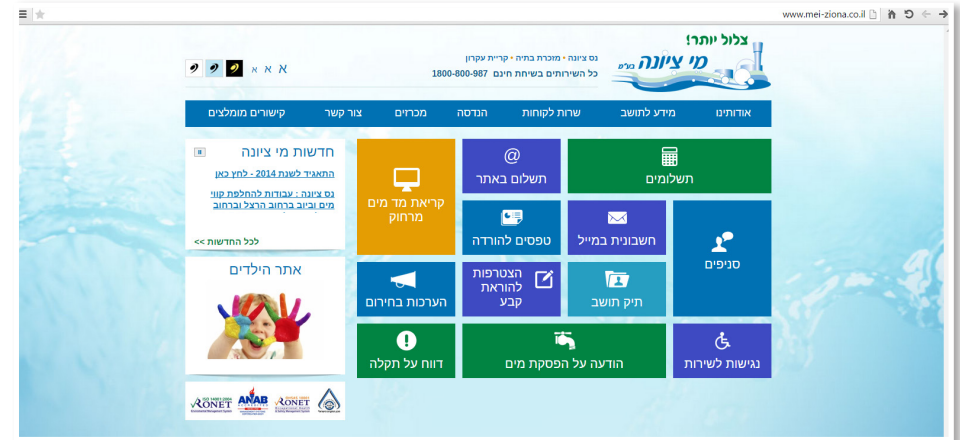 www.mei-ziona.co.il
צלול יותר!
מי ציונה בע"מ
נס ציונה • מזכרת בתיה • קריית עקרון
כל השירותים בשיחת חינם 1800-800-987
א א א
אודותינו מידע לתושב שרות לקוחות הנדסה מכרזים צור קשר קישורים מומלצים
תשלומים
@
תשלום באתר
קריאת מד מים
מרחוק
סניפים
חשבונית במייל
טפסים להורדה
תיק תושב
הצטרפות
להוראת
קבע
הערכות בחירום
נגישות לשירות
הודעה על הפסקת מים
דווח על תקלה
חדשות מי ציונה
התאגיד לשנת 2014 - לחץ כאן
נס ציונה : עבודות להחלפת קווי
מים וביוב ברחוב הרצל וברחוב
לכל החדשות >>
אתר הילדים
ISO 14001:2004
RONET
ANAB
RONET